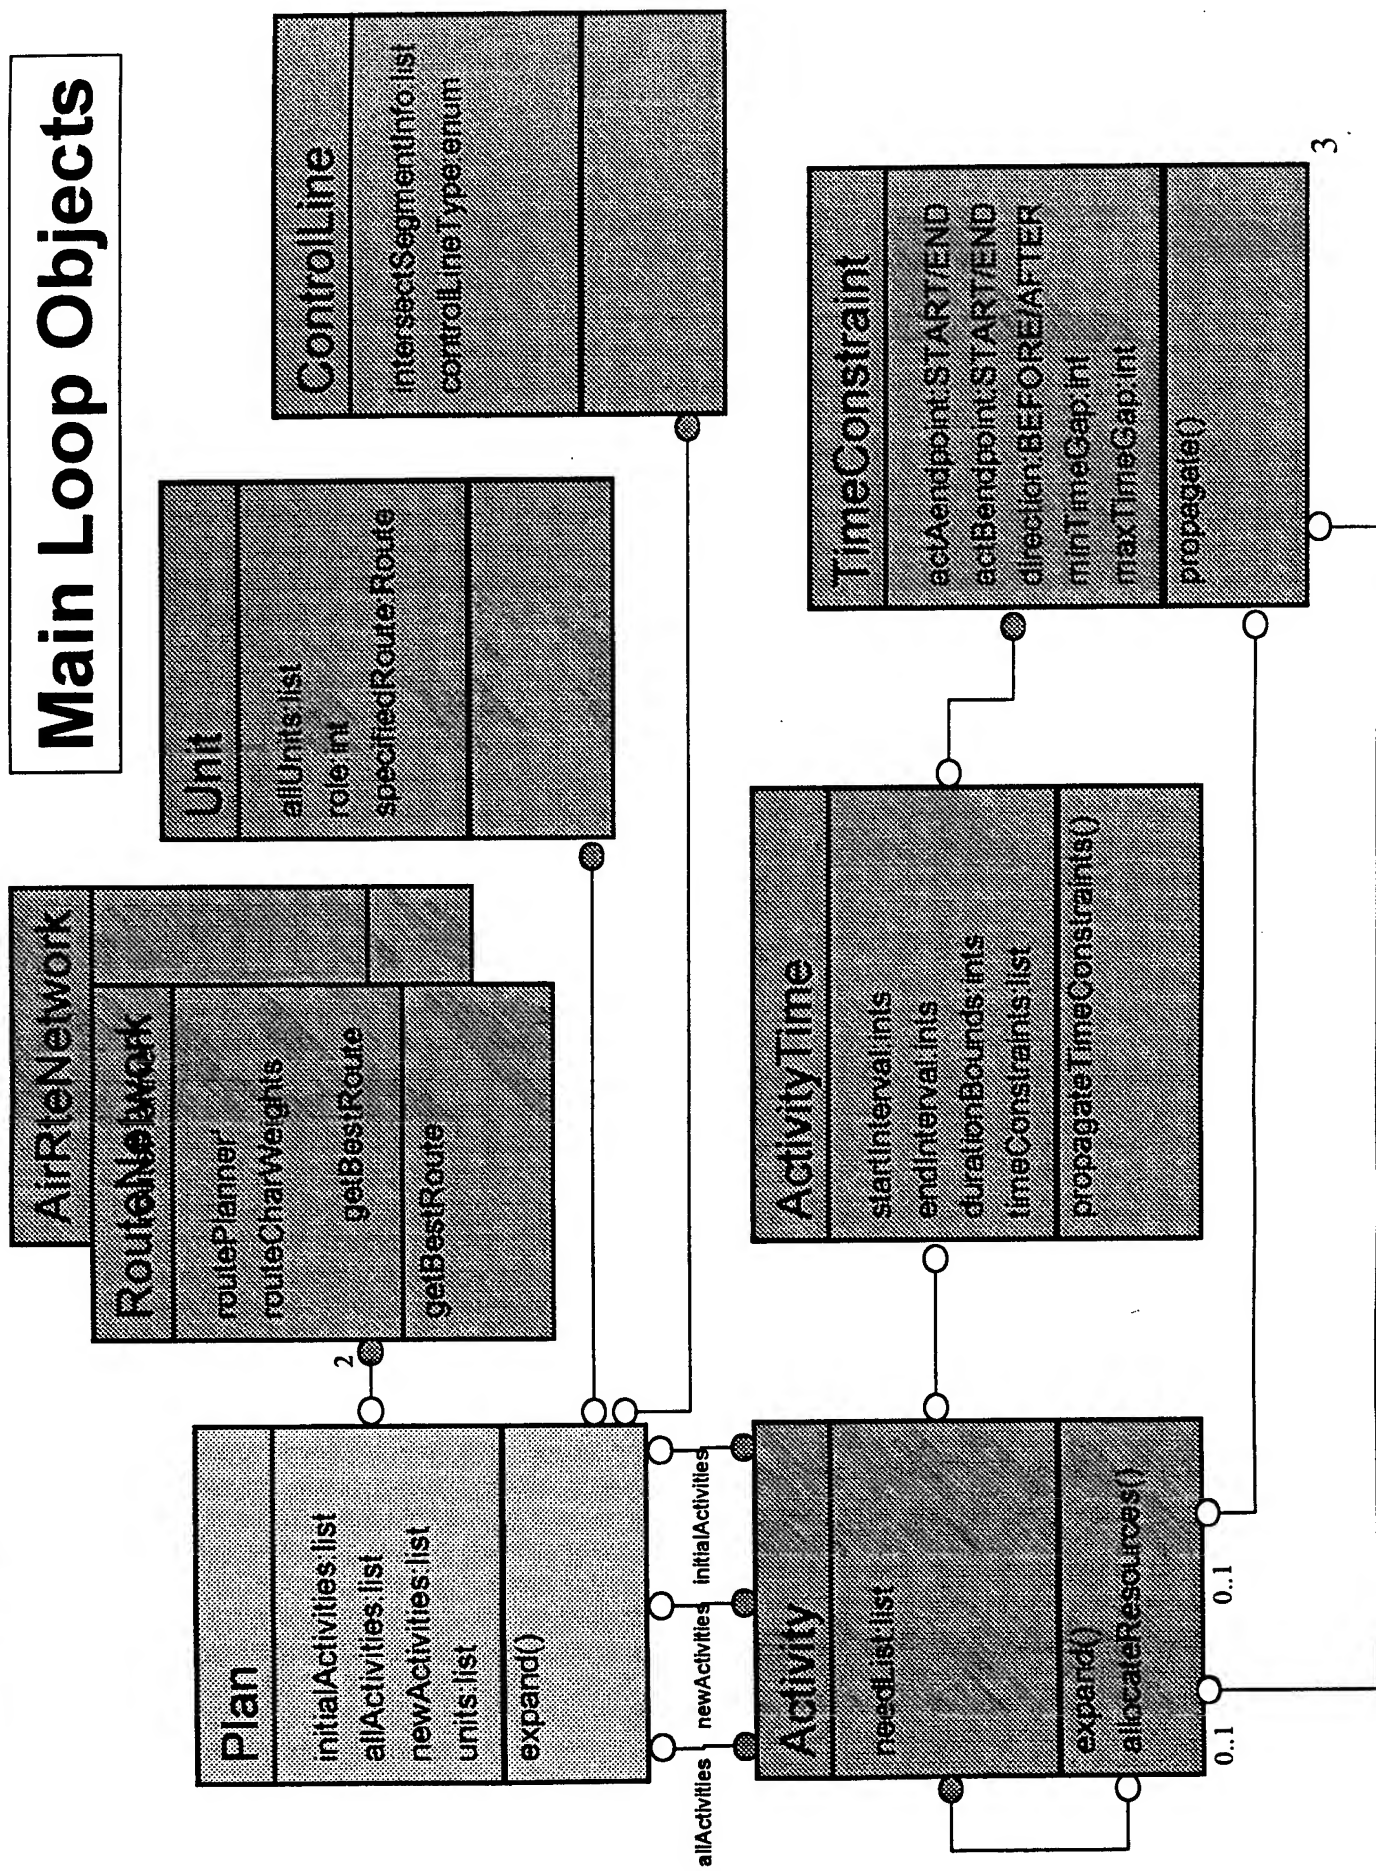 Main Loop Objects
Plan
initialActivities:list
allActivities:list
newActivities:list
units:list
expand()
2
AirRteNetwork
routePlanner
routeCharWeights
getBestRoute
getBestRoute
Unit
allUnits:list
role:int
specifiedRoute:Route
ControlLine
intersectSegmentInfo:list
controlLineType:enum
allActivities
newActivities
initialActivities
Activity
needList:list
expand()
allocateResources()
0..1
0..1
ActivityTime
startInterval:ints
endInterval:ints
durationBounds:ints
timeConstraints:list
propagateTimeConstraints()
TimeConstraint
actAendpoint:START/END
actBendpoint:START/END
direction:BEFORE/AFTER
minTimeGap:int
maxTimeGap:int
propagate()
3